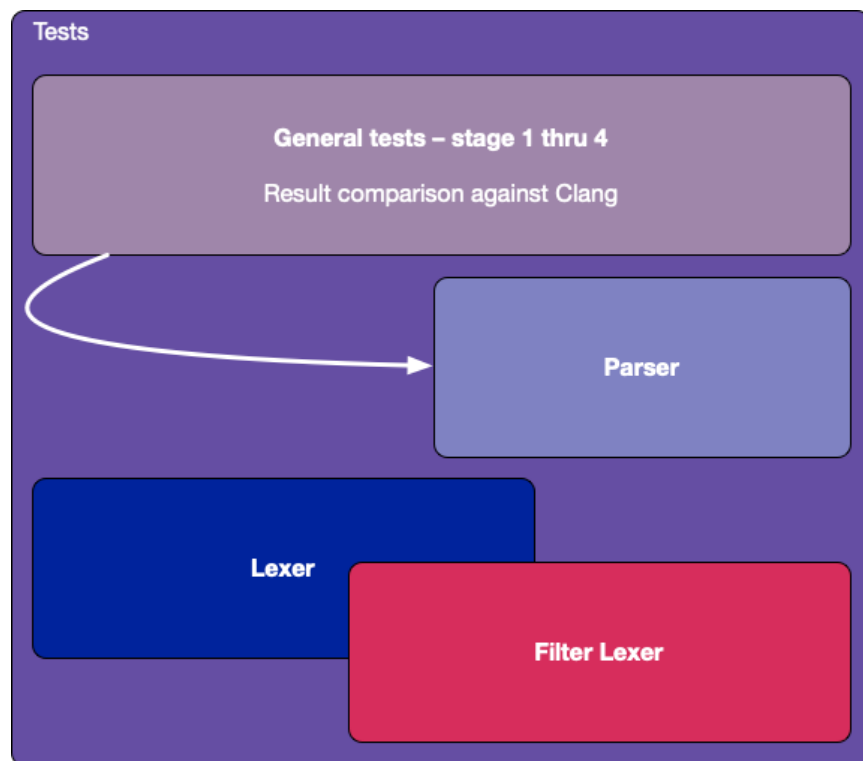 Tests
General tests – stage 1 thru 4
Result comparison against Clang
Parser
Lexer
Filter Lexer